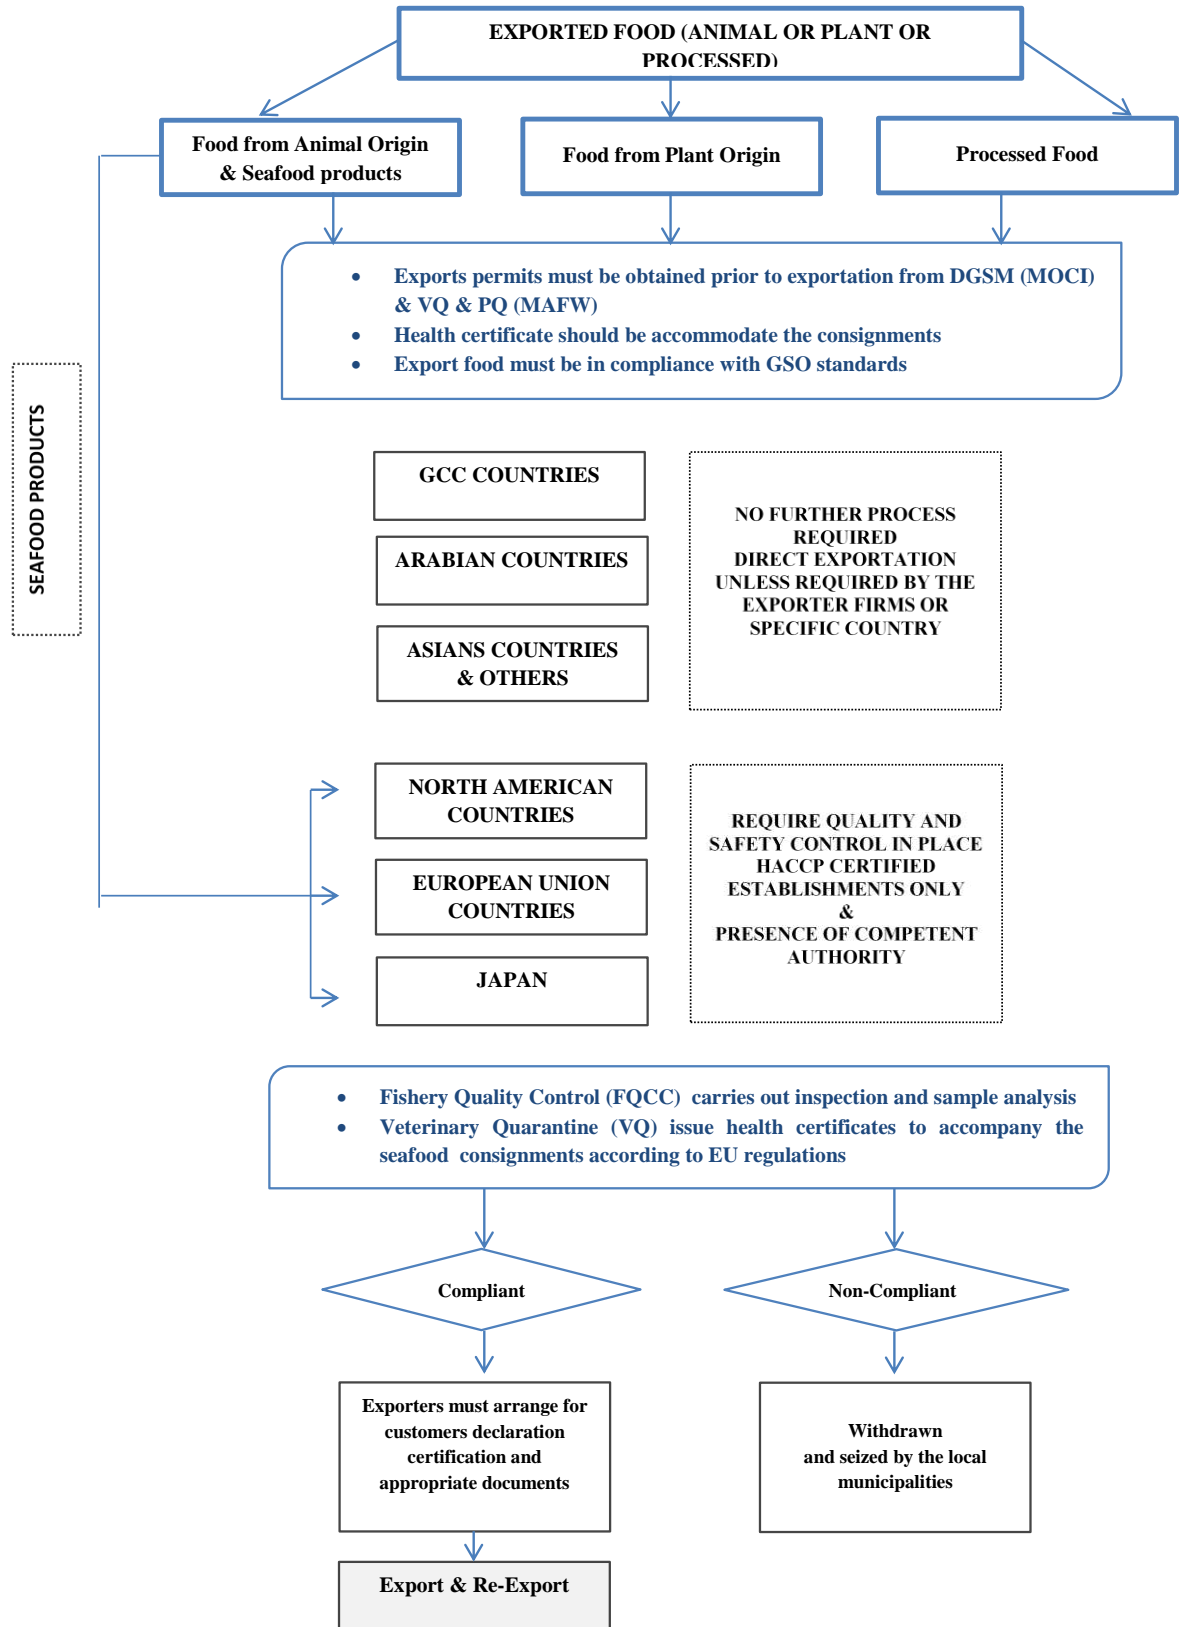 EXPORTED FOOD (ANIMAL OR PLANT OR
PROCESSED)
Food from Animal Origin
& Seafood products
Food from Plant Origin
Processed Food
• Exports permits must be obtained prior to exportation from DGSM (MOCI)
& VQ & PQ (MAFW)
• Health certificate should be accommodate the consignments
• Export food must be in compliance with GSO standards
SEAFOOD PRODUCTS
GCC COUNTRIES
ARABIAN COUNTRIES
ASIANS COUNTRIES
& OTHERS
NO FURTHER PROCESS
REQUIRED
DIRECT EXPORTATION
UNLESS REQUIRED BY THE
EXPORTER FIRMS OR
SPECIFIC COUNTRY
NORTH AMERICAN
COUNTRIES
EUROPEAN UNION
COUNTRIES
JAPAN
REQUIRE QUALITY AND
SAFETY CONTROL IN PLACE
HACCP CERTIFIED
ESTABLISHMENTS ONLY
&
PRESENCE OF COMPETENT
AUTHORITY
• Fishery Quality Control (FQCC) carries out inspection and sample analysis
• Veterinary Quarantine (VQ) issue health certificates to accompany the
seafood consignments according to EU regulations
Compliant
Non-Compliant
Exporters must arrange for
customers declaration
certification and
appropriate documents
Withdrawn
and seized by the local
municipalities
Export & Re-Export